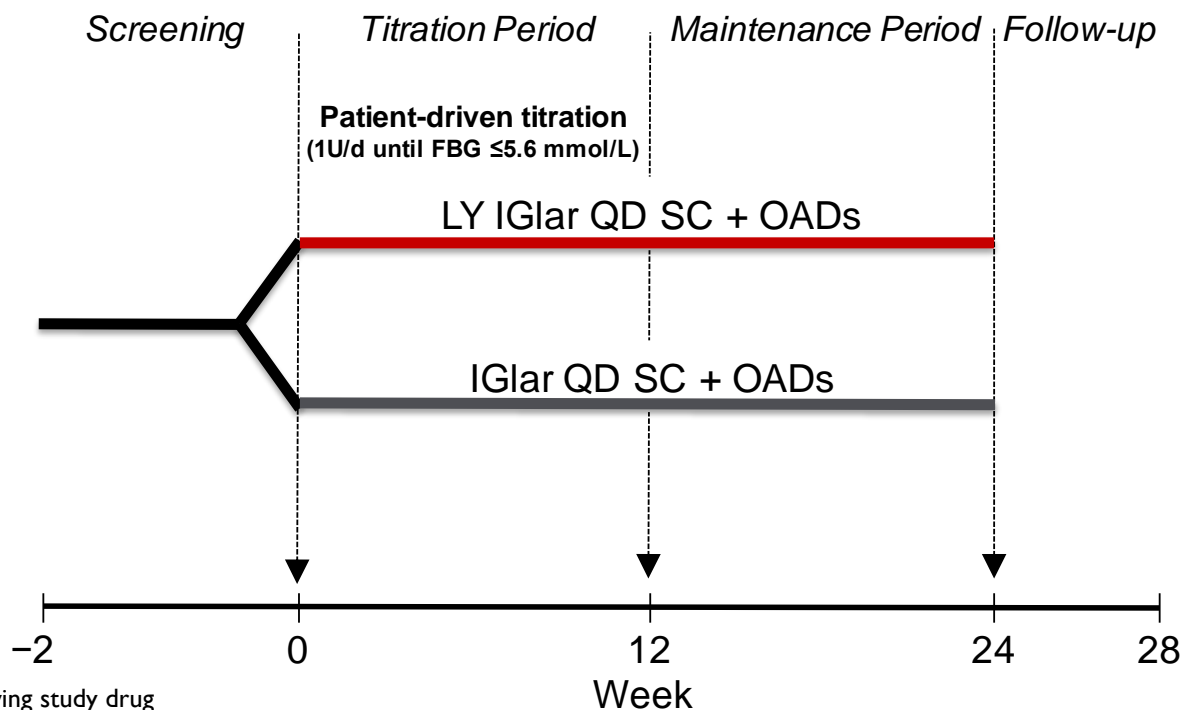 Screening Titration Period Maintenance Period Follow-up
Patient-driven titration
(1U/d until FBG ≤5.6 mmol/L)
LY IGlar QD SC + OADs
IGlar QD SC + OADs
−2 0 12 24 28
Week
study drug